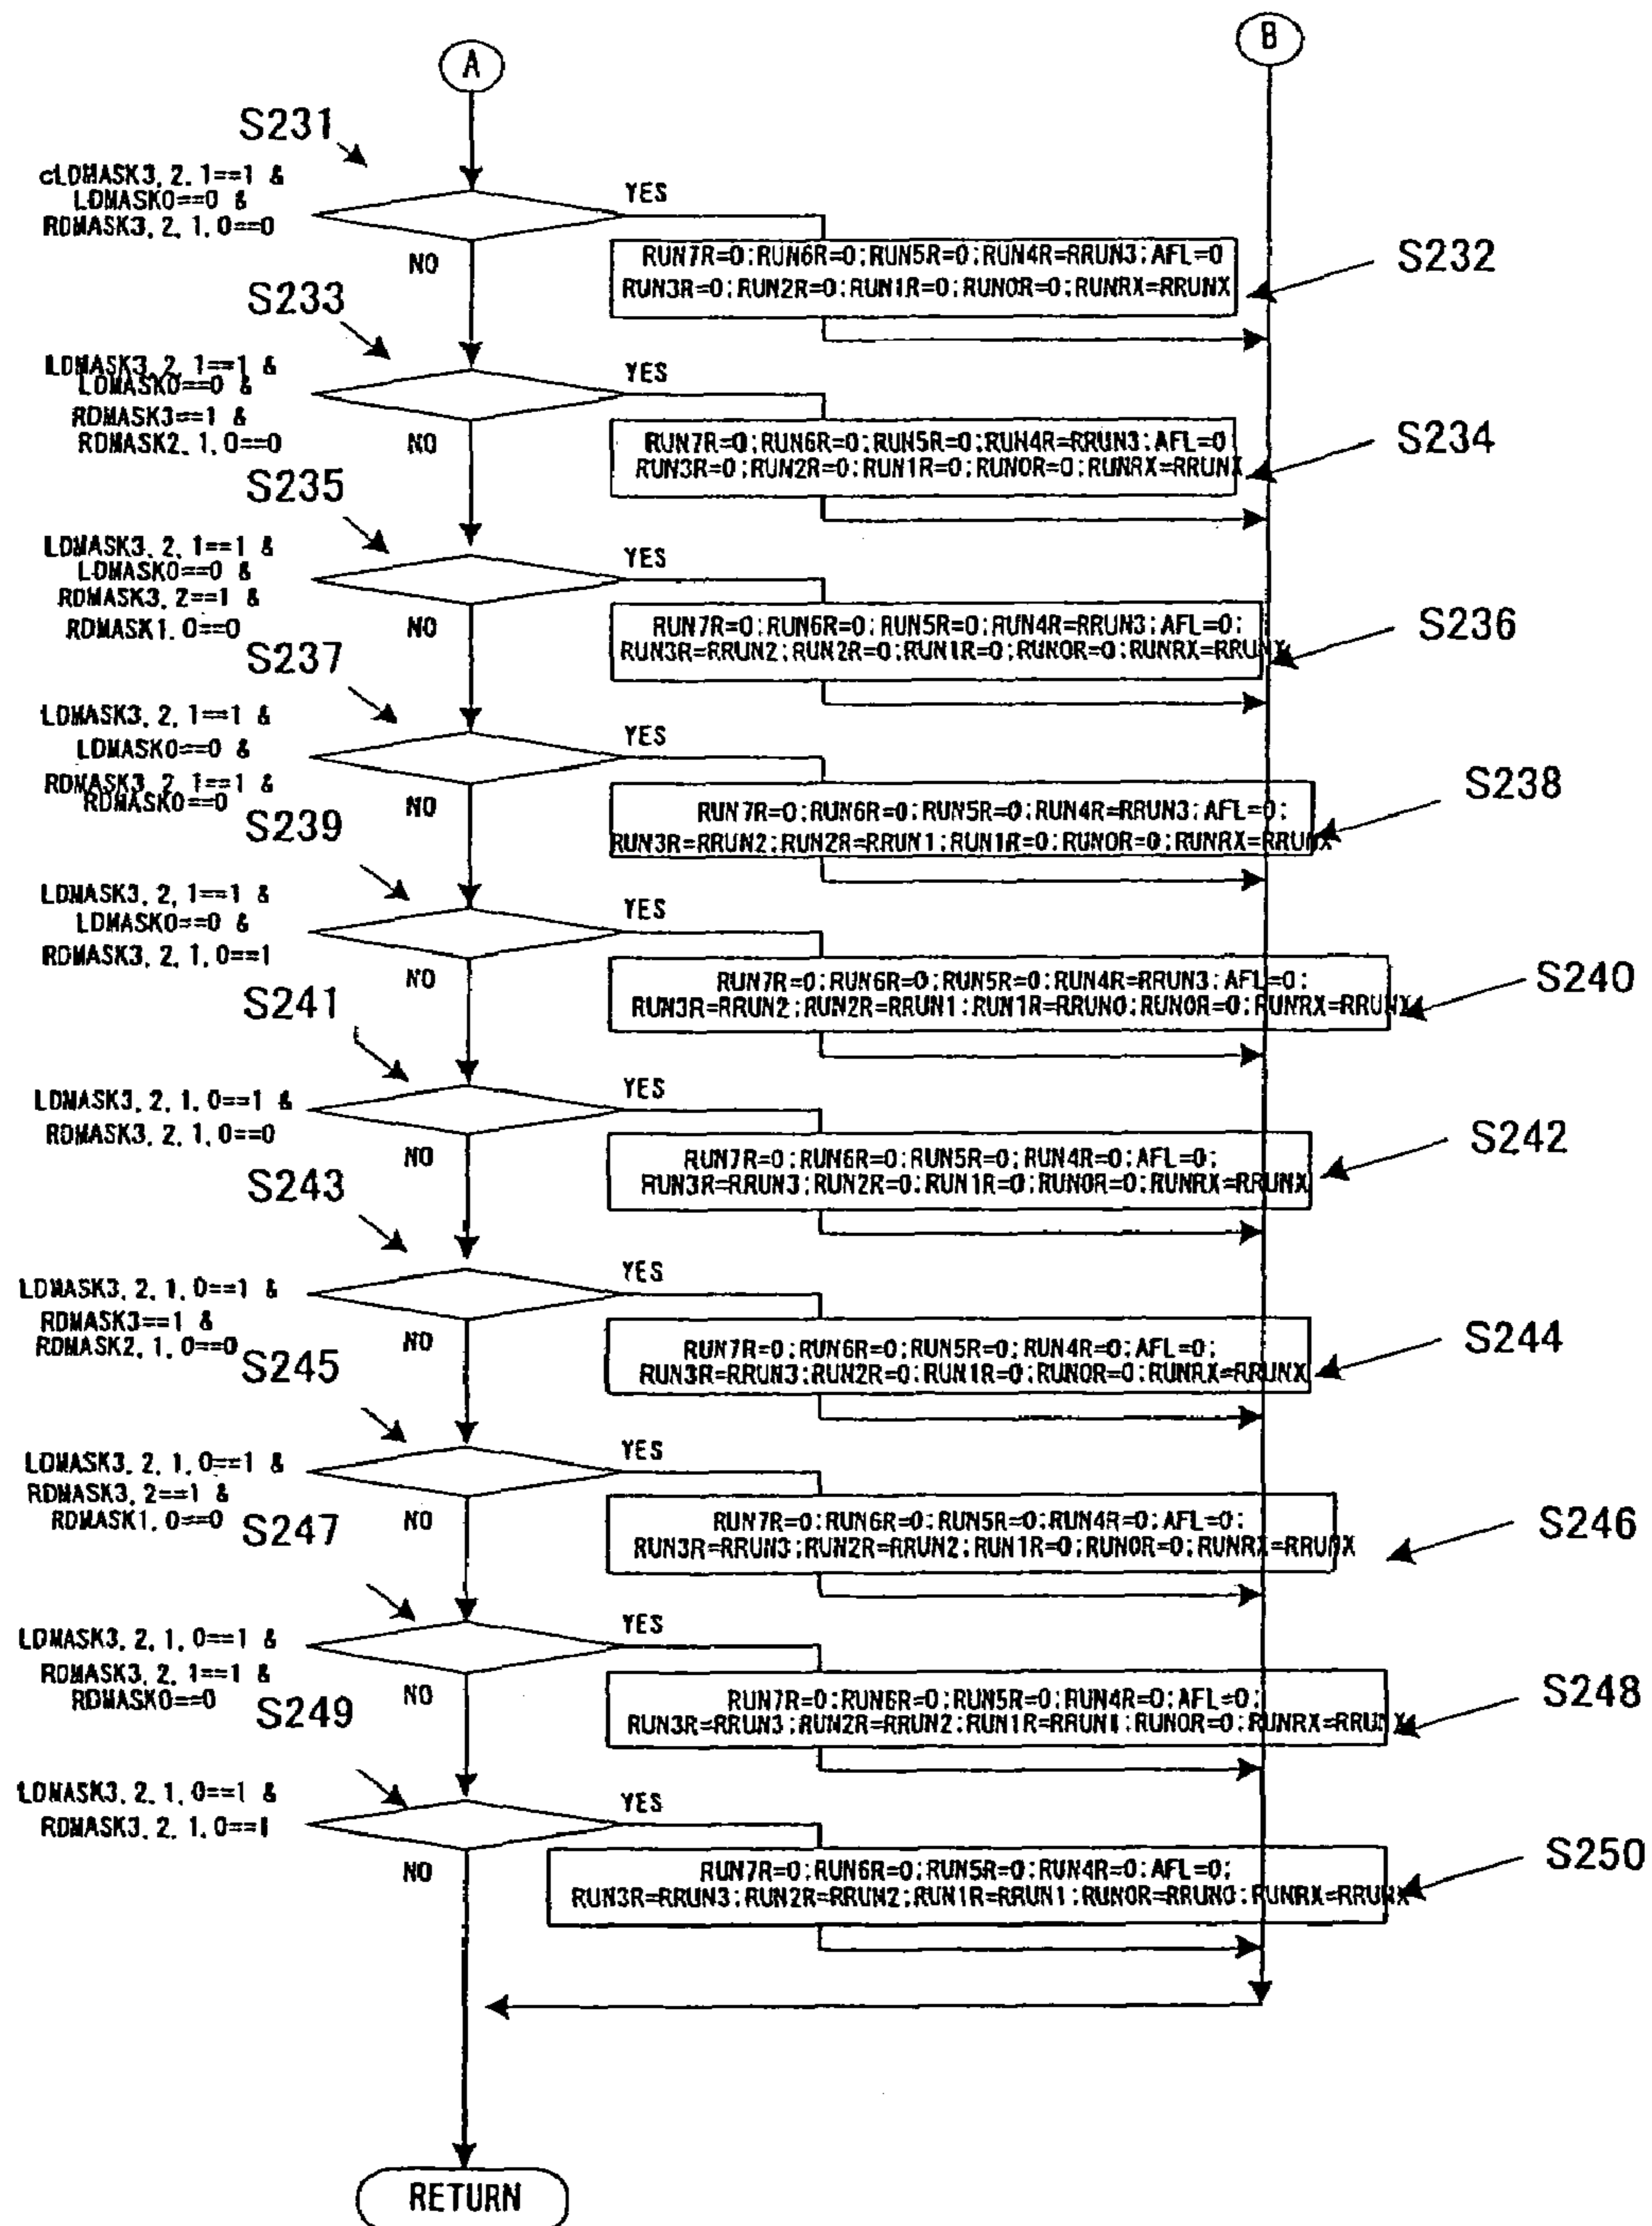 A
B
S231
cLDMASK3, 2, 1==1 &
LDMASK0==0 &
RDMASK3, 2, 1, 0==0
YES
NO
RUN7R=0:RUN6R=0;RUN5R=0;RUN4R=RRUN3;AFL=0
RUN3R=0;RUN2R=0;RUN1R=0;RUN0R=0;RUNRX=RRUNX
S232
S233
LDMASK3, 2, 1==1 &
LDMASK0==0 &
RDMASK3==1 &
RDMASK2, 1, 0==0
YES
NO
RUN7R=0;RUN6R=0;RUN5R=0;RUN4R=RRUN3;AFL=0
RUN3R=0;RUN2R=0;RUN1R=0;RUN0R=0;RUNRX=RRUNX
S234
S235
LDMASK3, 2, 1==1 &
LDMASK0==0 &
RDMASK3, 2==1 &
RDMASK1, 0==0
YES
NO
RUN7R=0;RUN6R=0;RUN5R=0;RUN4R=RRUN3;AFL=0;
RUN3R=RRUN2;RUN2R=0;RUN1R=0;RUN0R=0;RUNRX=RRUNX
S236
S237
LDMASK3, 2, 1==1 &
LDMASK0==0 &
RDMASK3, 2, 1==1 &
RDMASK0==0
YES
NO
RUN7R=0;RUN6R=0;RUN5R=0;RUN4R=RRUN3;AFL=0;
RUN3R=RRUN2;RUN2R=RRUN1;RUN1R=0;RUN0R=0;RUNRX=RRUNX
S238
S239
LDMASK3, 2, 1==1 &
LDMASK0==0 &
RDMASK3, 2, 1, 0==1
YES
NO
RUN7R=0;RUN6R=0;RUN5R=0;RUN4R=RRUN3;AFL=0;
RUN3R=RRUN2;RUN2R=RRUN1;RUN1R=RRUN0;RUN0R=0;RUNRX=RRUNX
S240
S241
LDMASK3, 2, 1, 0==1 &
RDMASK3, 2, 1, 0==0
YES
NO
RUN7R=0;RUN6R=0;RUN5R=0;RUN4R=0;AFL=0;
RUN3R=RRUN3;RUN2R=0;RUN1R=0;RUN0R=0;RUNRX=RRUNX
S242
S243
LDMASK3, 2, 1, 0==1 &
RDMASK3==1 &
RDMASK2, 1, 0==0
YES
NO
RUN7R=0;RUN6R=0;RUN5R=0;RUN4R=0;AFL=0;
RUN3R=RRUN3;RUN2R=0;RUN1R=0;RUN0R=0;RUNRX=RRUNX
S244
S245
LDMASK3, 2, 1, 0==1 &
RDMASK3, 2==1 &
RDMASK1, 0==0
YES
NO
RUN7R=0;RUN6R=0;RUN5R=0;RUN4R=0;AFL=0;
RUN3R=RRUN3;RUN2R=RRUN2;RUN1R=0;RUN0R=0;RUNRX=RRUNX
S246
S247
LDMASK3, 2, 1, 0==1 &
RDMASK3, 2, 1==1 &
RDMASK0==0
YES
NO
RUN7R=0;RUN6R=0;RUN5R=0;RUN4R=0;AFL=0;
RUN3R=RRUN3;RUN2R=RRUN2;RUN1R=RRUN1;RUN0R=0;RUNRX=RRUNX
S248
S249
LDMASK3, 2, 1, 0==1 &
RDMASK3, 2, 1, 0==1
YES
NO
RUN7R=0;RUN6R=0;RUN5R=0;RUN4R=0;AFL=0;
RUN3R=RRUN3;RUN2R=RRUN2;RUN1R=RRUN1;RUN0R=RRUN0;RUNRX=RRUNX
S250
RETURN